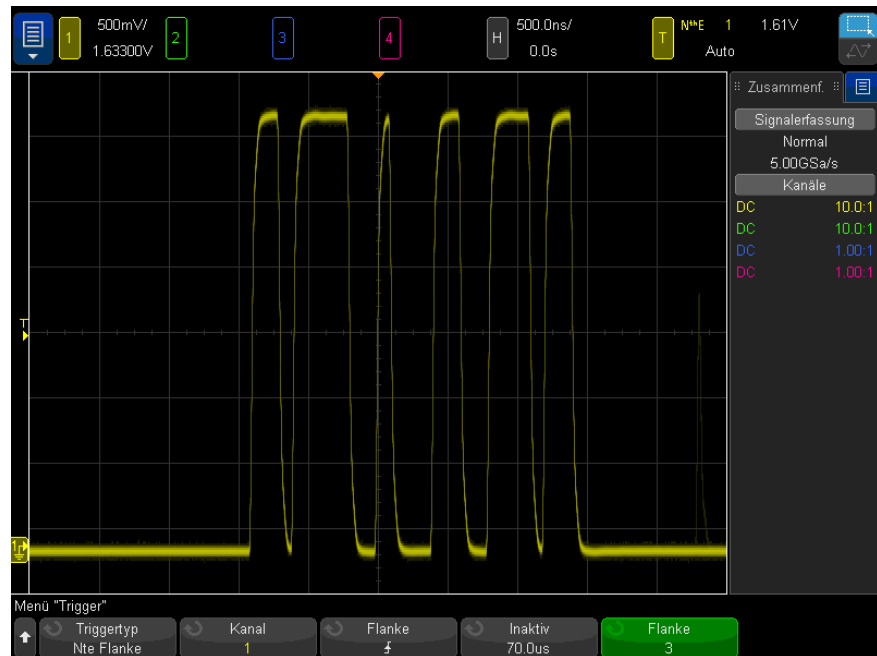 500mV/
1
1.63300V
2
3
4
H
500.0ns/
0.0s
T
NthE 1 1.61V
Auto
Zusammenf.
Signalerfassung
Normal
5.00GSa/s
Kanäle
DC 10.0:1
DC 10.0:1
DC 1.00:1
DC 1.00:1
T
1
Menü "Trigger"
Triggertyp
Nte Flanke
Kanal
1
Flanke
Inaktiv
70.0us
Flanke
3